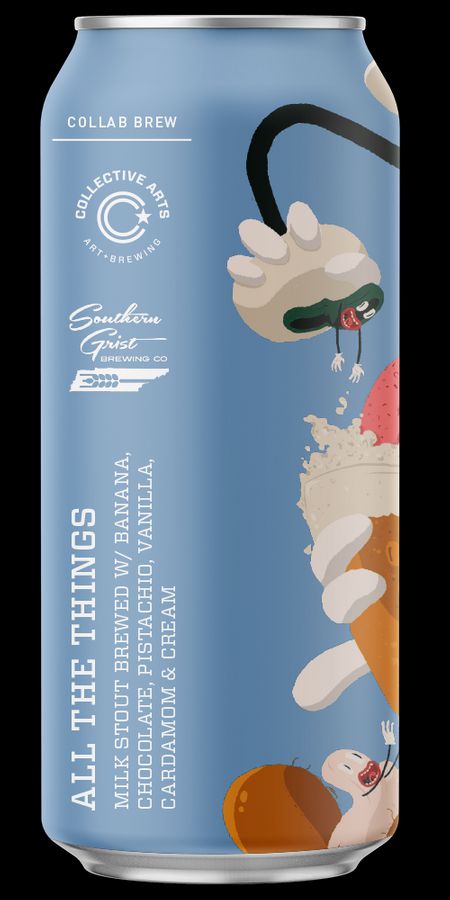 COLLAB BREW
COLLECTIVE ARTS
ART + BREWING
Southern
Grist
BREWING CO
ALL THE THINGS
MILK STOUT BREWED W/ BANANA,
CHOCOLATE, PISTACHIO, VANILLA,
CARDAMOM & CREAM